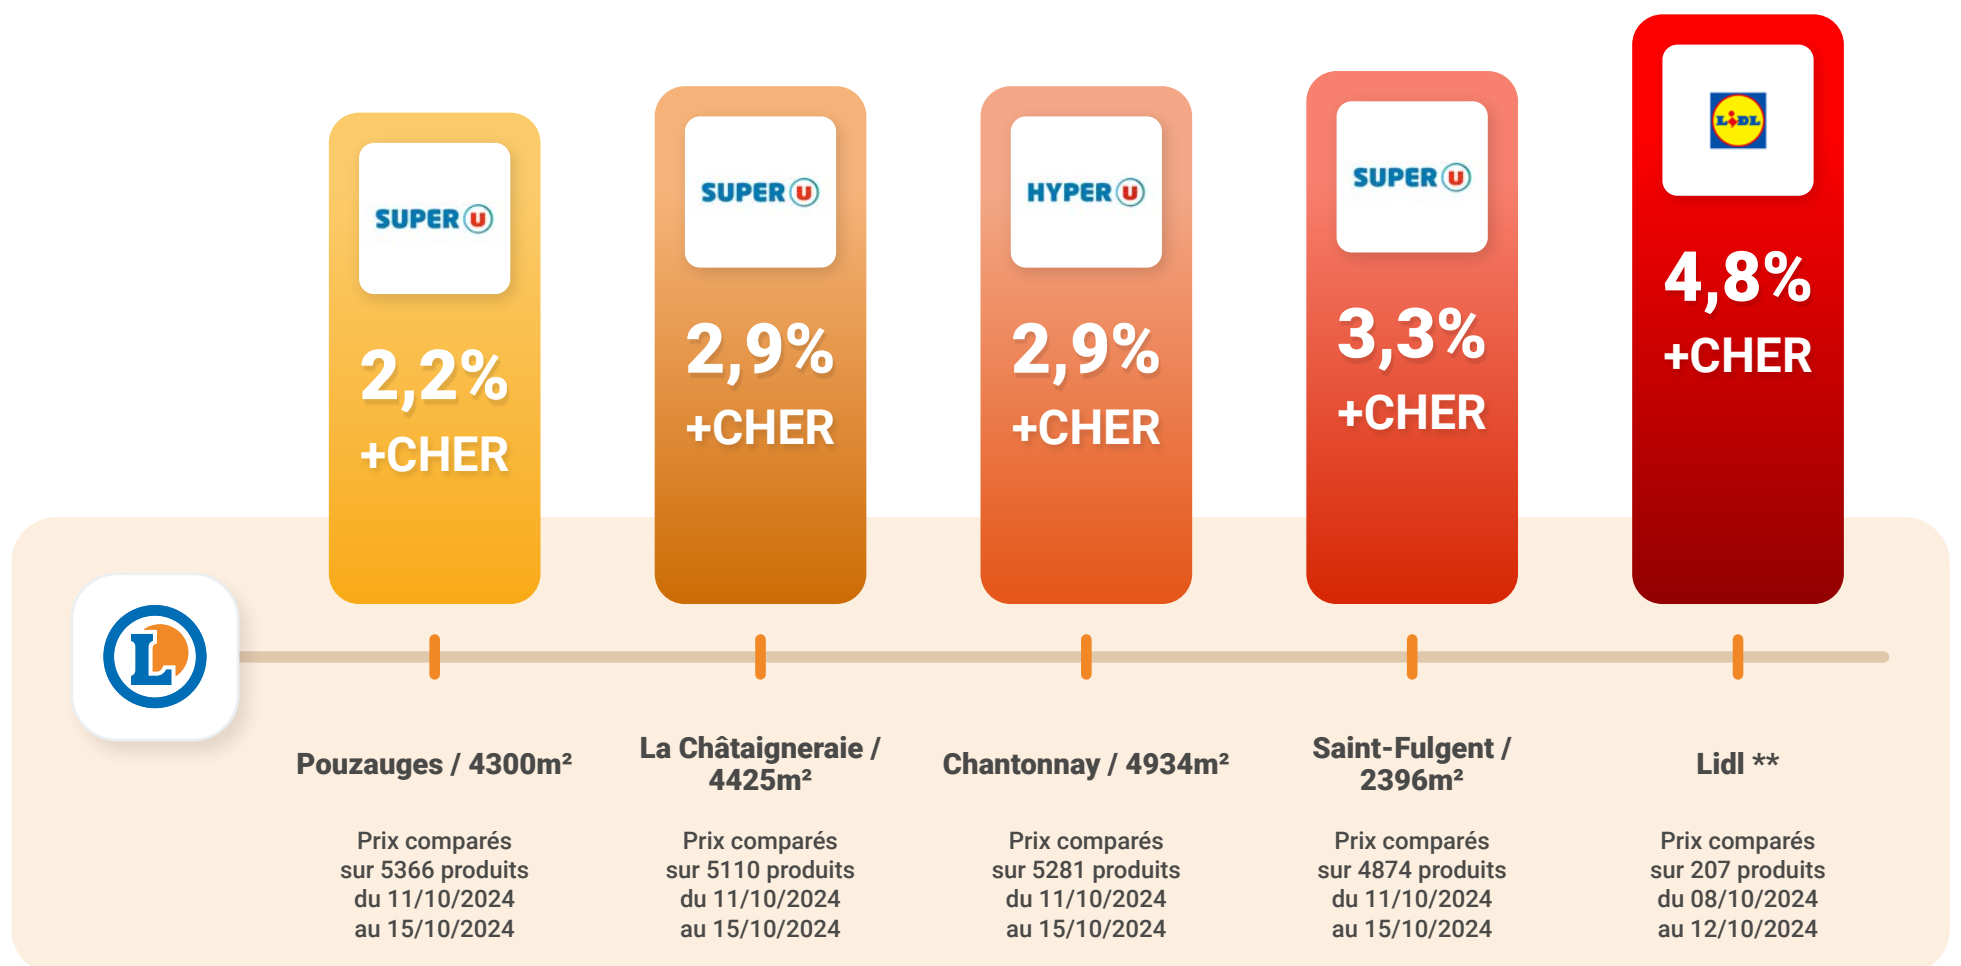 SUPER U
2,2%
+CHER
SUPER U
2,9%
+CHER
HYPER U
2,9%
+CHER
SUPER U
3,3%
+CHER
LIDL
4,8%
+CHER
L
Pouzauges / 4300m²
Prix comparés
sur 5366 produits
du 11/10/2024
au 15/10/2024
La Châtaigneraie /
4425m²
Prix comparés
sur 5110 produits
du 11/10/2024
au 15/10/2024
Chantonnay / 4934m²
Prix comparés
sur 5281 produits
du 11/10/2024
au 15/10/2024
Saint-Fulgent /
2396m²
Prix comparés
sur 4874 produits
du 11/10/2024
au 15/10/2024
Lidl **
Prix comparés
sur 207 produits
du 08/10/2024
au 12/10/2024